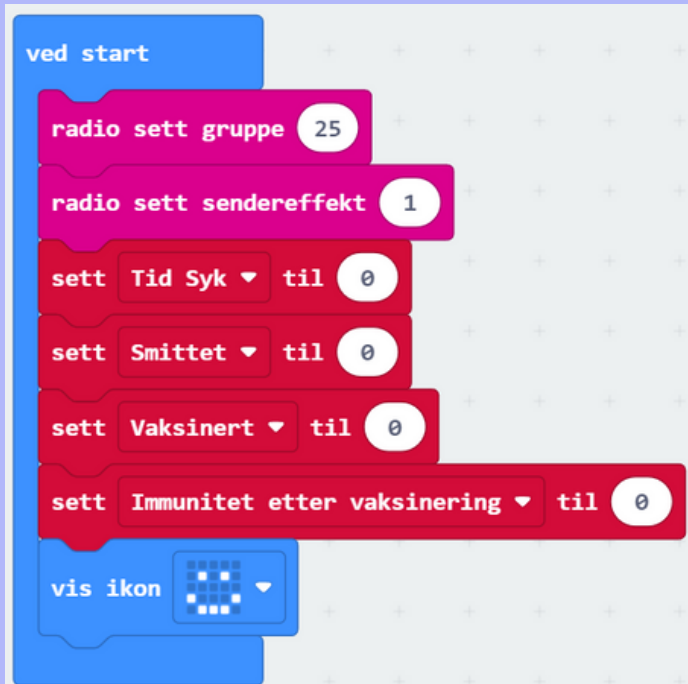 ved start
radio sett gruppe 25
radio sett sendereffekt 1
sett Tid Syk til 0
sett Smittet til 0
sett Vaksinert til 0
sett Immunitet etter vaksinering til 0
vis ikon